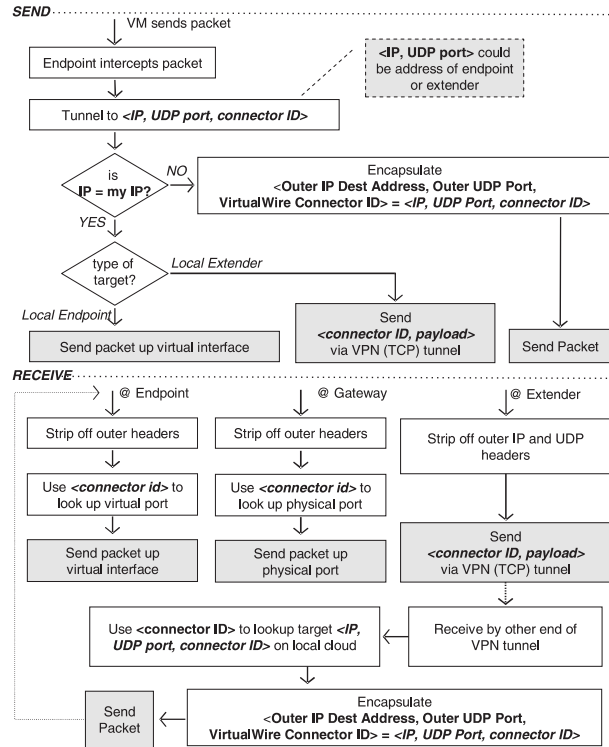 SEND
VM sends packet
Endpoint intercepts packet
<IP, UDP port> could
be address of endpoint
or extender
Tunnel to <IP, UDP port, connector ID>
is
IP = my IP?
NO
Encapsulate
<Outer IP Dest Address, Outer UDP Port,
VirtualWire Connector ID> = <IP, UDP Port, connector ID>
YES
type of
target?
Local Extender
Local Endpoint
Send packet up virtual interface
Send
<connector ID, payload>
via VPN (TCP) tunnel
Send Packet
RECEIVE
@ Endpoint
@ Gateway
@ Extender
Strip off outer headers
Strip off outer headers
Strip off outer IP and UDP
headers
Use <connector id> to
look up virtual port
Use <connector id> to
look up physical port
Send packet up
virtual interface
Send packet up
physical port
Send
<connector ID, payload>
via VPN (TCP) tunnel
Use <connector ID> to lookup target <IP,
UDP port, connector ID> on local cloud
Receive by other end of
VPN tunnel
Send
Packet
Encapsulate
<Outer IP Dest Address, Outer UDP Port,
VirtualWire Connector ID> = <IP, UDP Port, connector ID>